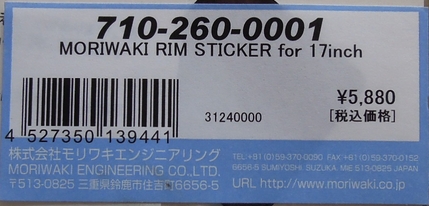 710-260-0001
MORIWAKI RIM STICKER for 17inch
¥5,880
31240000
[税込価格]
4 527350 139441
株式会社モリワキエンジニアリング
MORIWAKI ENGINEERING CO.,LTD.
〒513-0825 三重県鈴鹿市住吉町6656-5
TEL.+81(0)59-370-0090 FAX.+81(0)59-370-0152
6656-5 SUMIYOSHI SUZUKA MIE 513-0825 JAPAN
URL http://www.moriwaki.co.jp